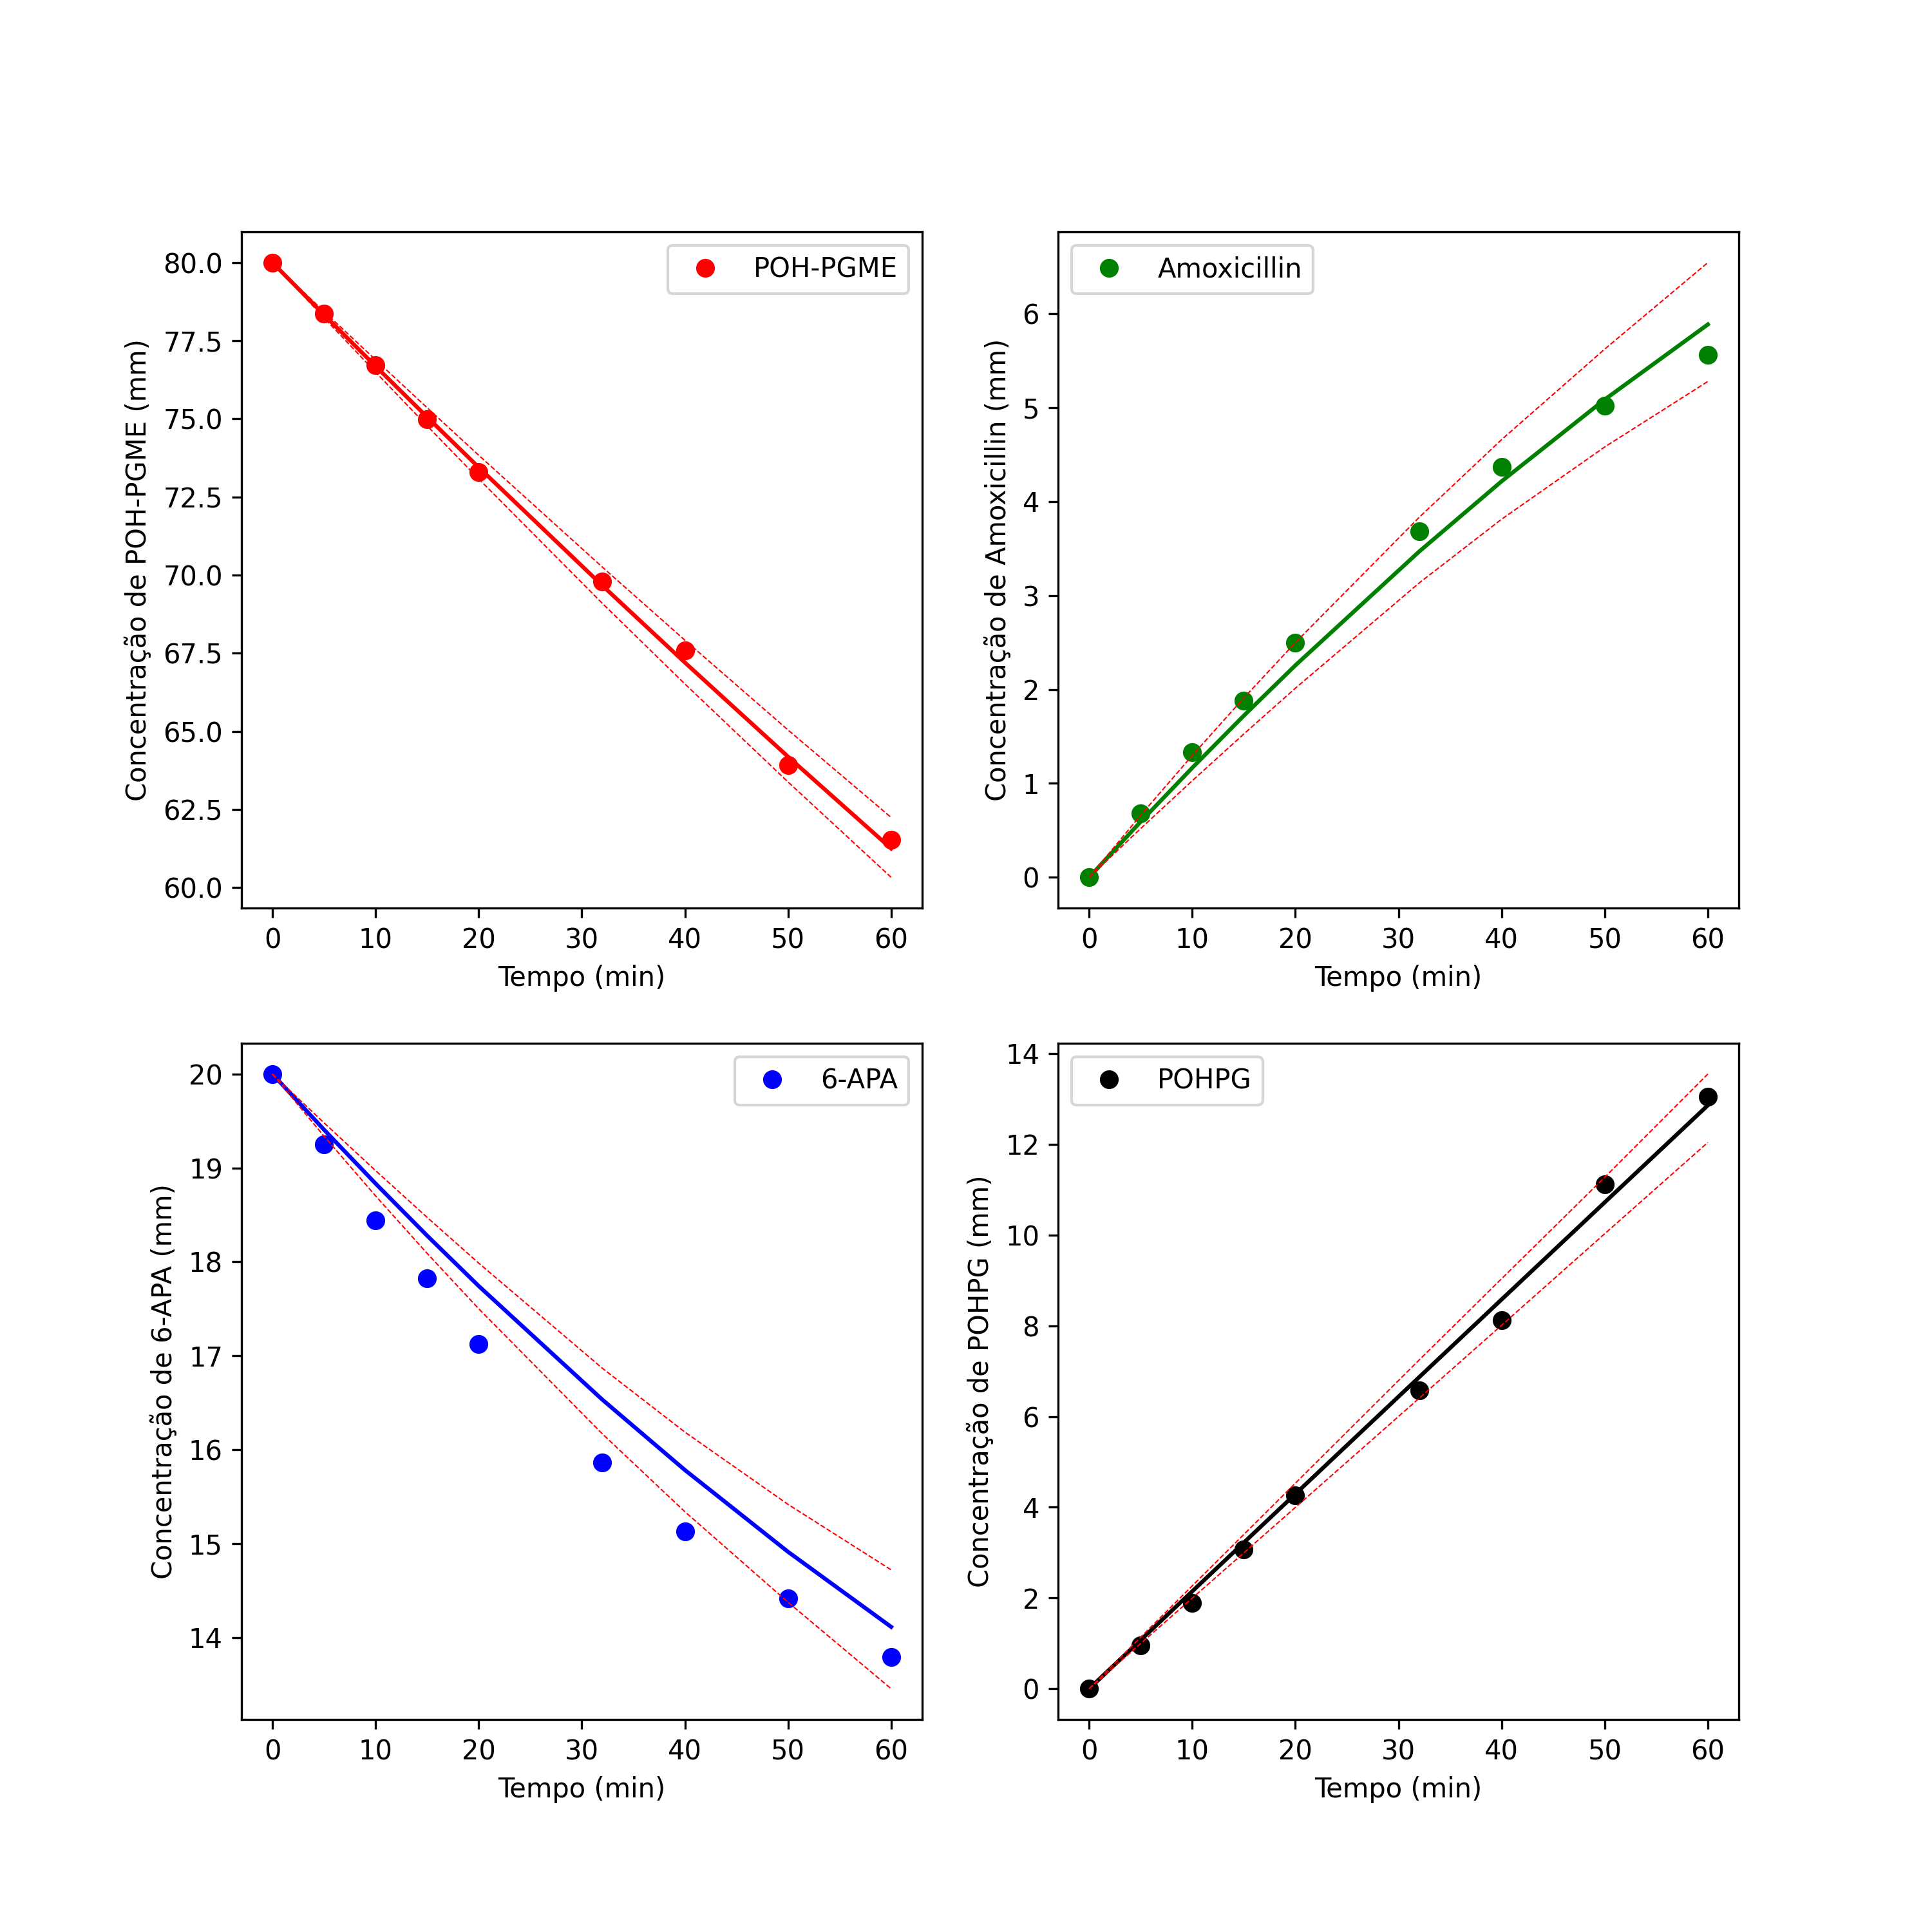 POH-PGME
Concentração de POH-PGME (mm)
80.0
77.5
75.0
72.5
70.0
67.5
65.0
62.5
60.0
0 10 20 30 40 50 60
Tempo (min)
Amoxicillin
Concentração de Amoxicillin (mm)
6
5
4
3
2
1
0
0 10 20 30 40 50 60
Tempo (min)
6-APA
Concentração de 6-APA (mm)
20
19
18
17
16
15
14
0 10 20 30 40 50 60
Tempo (min)
POHPG
Concentração de POHPG (mm)
14
12
10
8
6
4
2
0
0 10 20 30 40 50 60
Tempo (min)